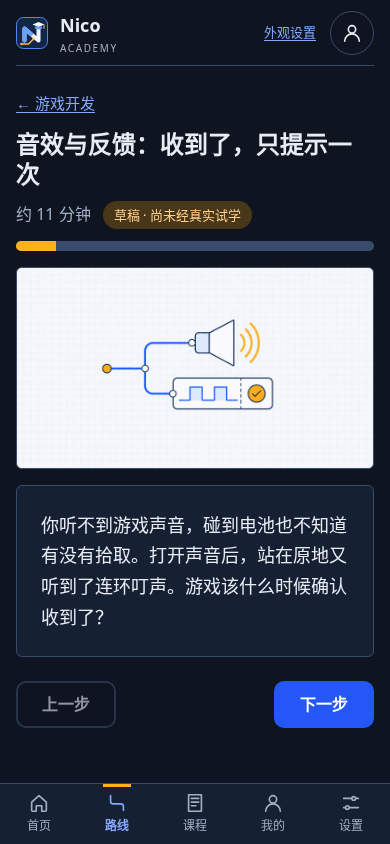 Nico
ACADEMY
外观设置
← 游戏开发
音效与反馈：收到了，只提示一
次
约 11 分钟
草稿 · 尚未经真实试学
你听不到游戏声音，碰到电池也不知道
有没有拾取。打开声音后，站在原地又
听到了连环叮声。游戏该什么时候确认
收到了？
上一步
下一步
首页
路线
课程
我的
设置